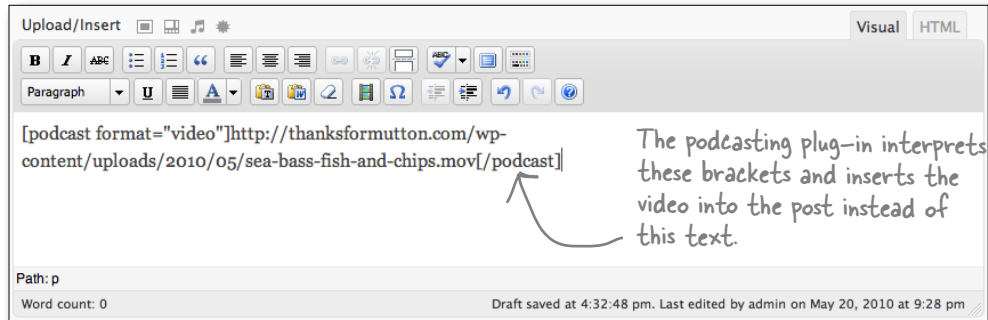 Upload/Insert
Visual HTML
B I ABC ABC
Paragraph U A T W Ω
[podcast format="video"]http://thanksformutton.com/wp-
content/uploads/2010/05/sea-bass-fish-and-chips.mov[/podcast]
The podcasting plug-in interprets
these brackets and inserts the
video into the post instead of
this text.
Path: p
Word count: 0
Draft saved at 4:32:48 pm. Last edited by admin on May 20, 2010 at 9:28 pm